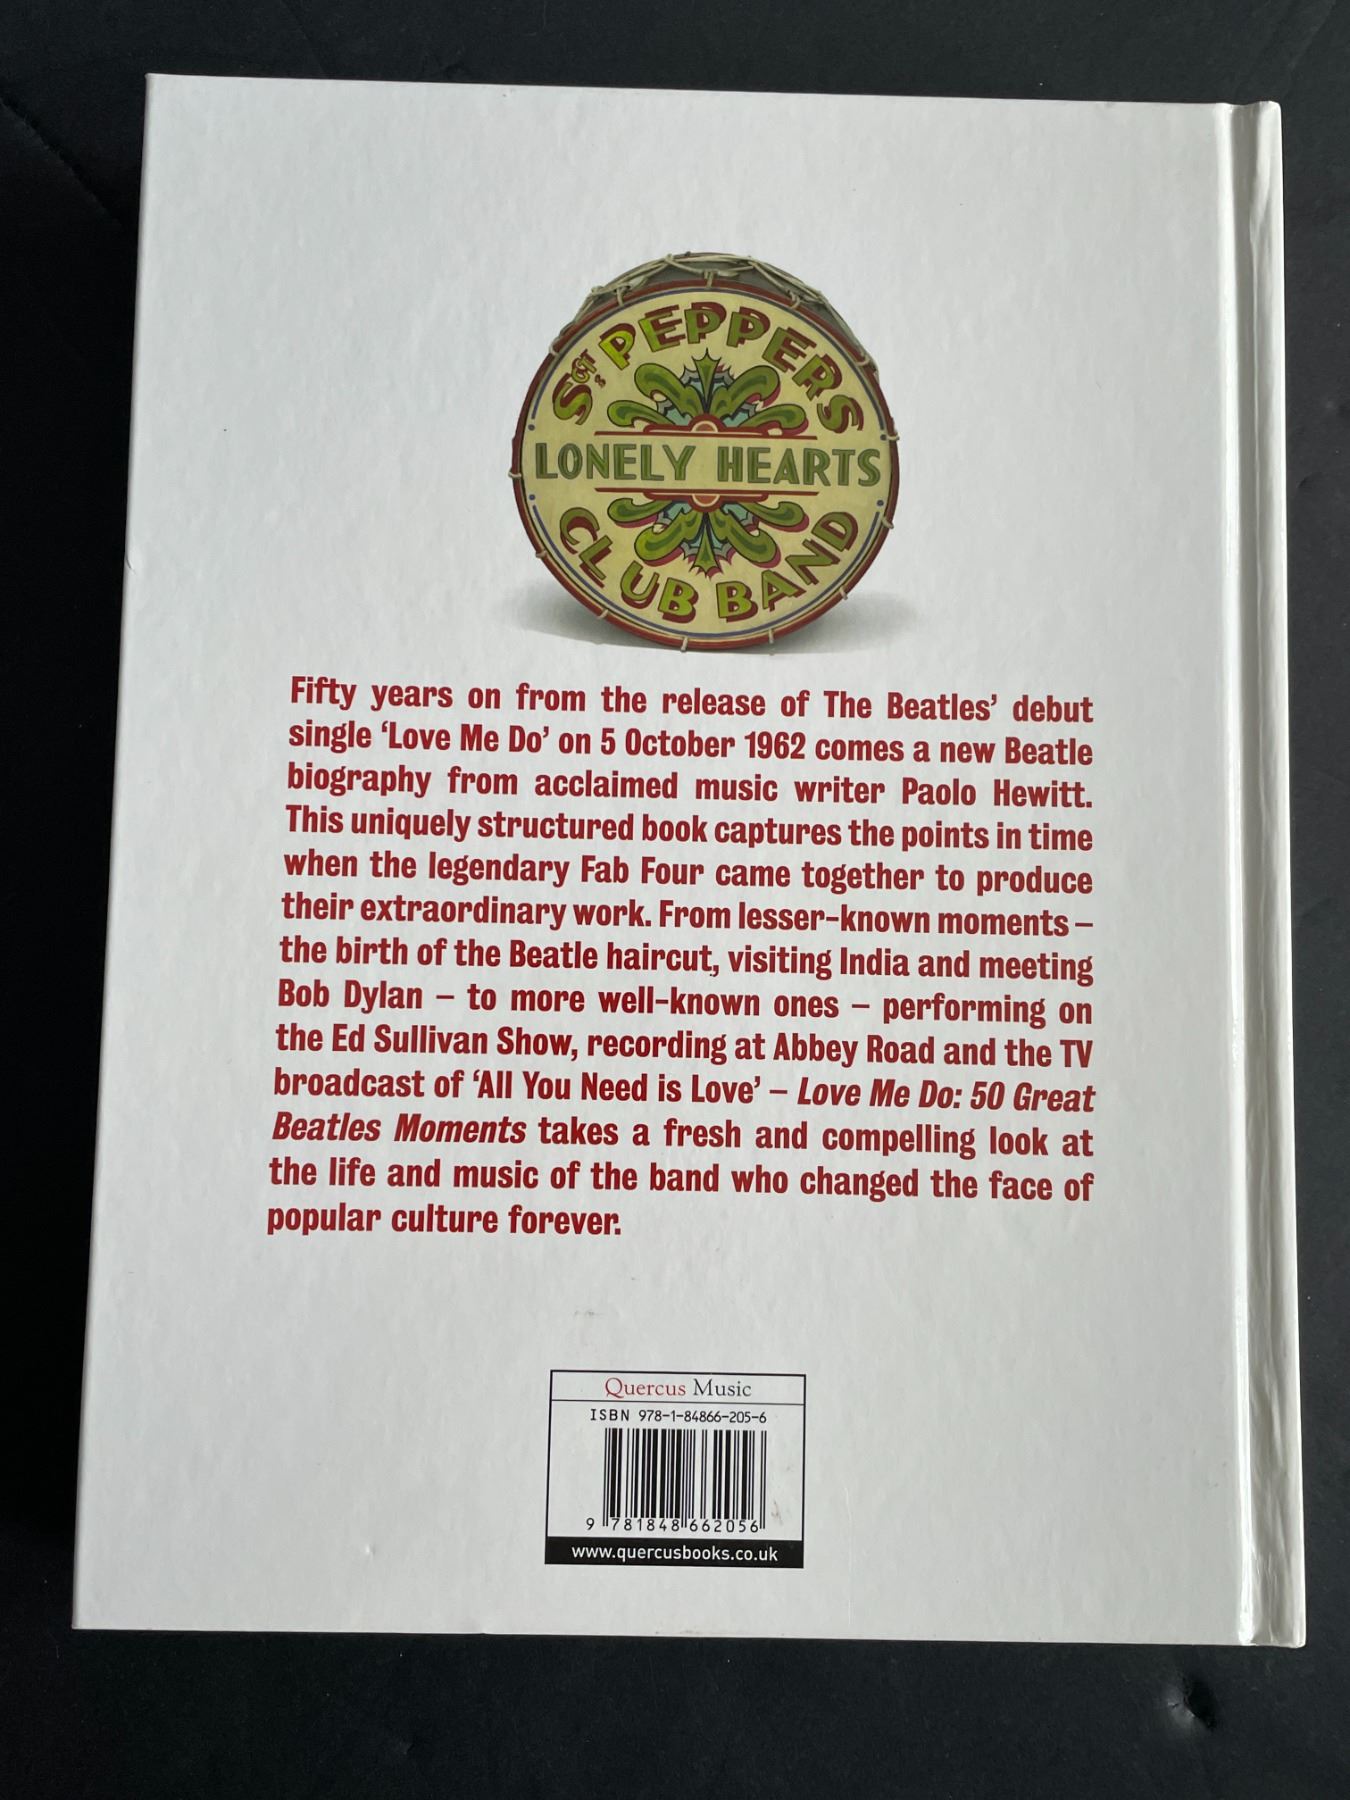 SGT. PEPPERS
LONELY HEARTS
CLUB BAND
Fifty years on from the release of The Beatles’ debut
single ‘Love Me Do’ on 5 October 1962 comes a new Beatle
biography from acclaimed music writer Paolo Hewitt.
This uniquely structured book captures the points in time
when the legendary Fab Four came together to produce
their extraordinary work. From lesser-known moments –
the birth of the Beatle haircut, visiting India and meeting
Bob Dylan – to more well-known ones – performing on
the Ed Sullivan Show, recording at Abbey Road and the TV
broadcast of ‘All You Need is Love’ – Love Me Do: 50 Great
Beatles Moments takes a fresh and compelling look at
the life and music of the band who changed the face of
popular culture forever.
Quercus Music
ISBN 978-1-84866-205-6
9 781848 662056
www.quercusbooks.co.uk